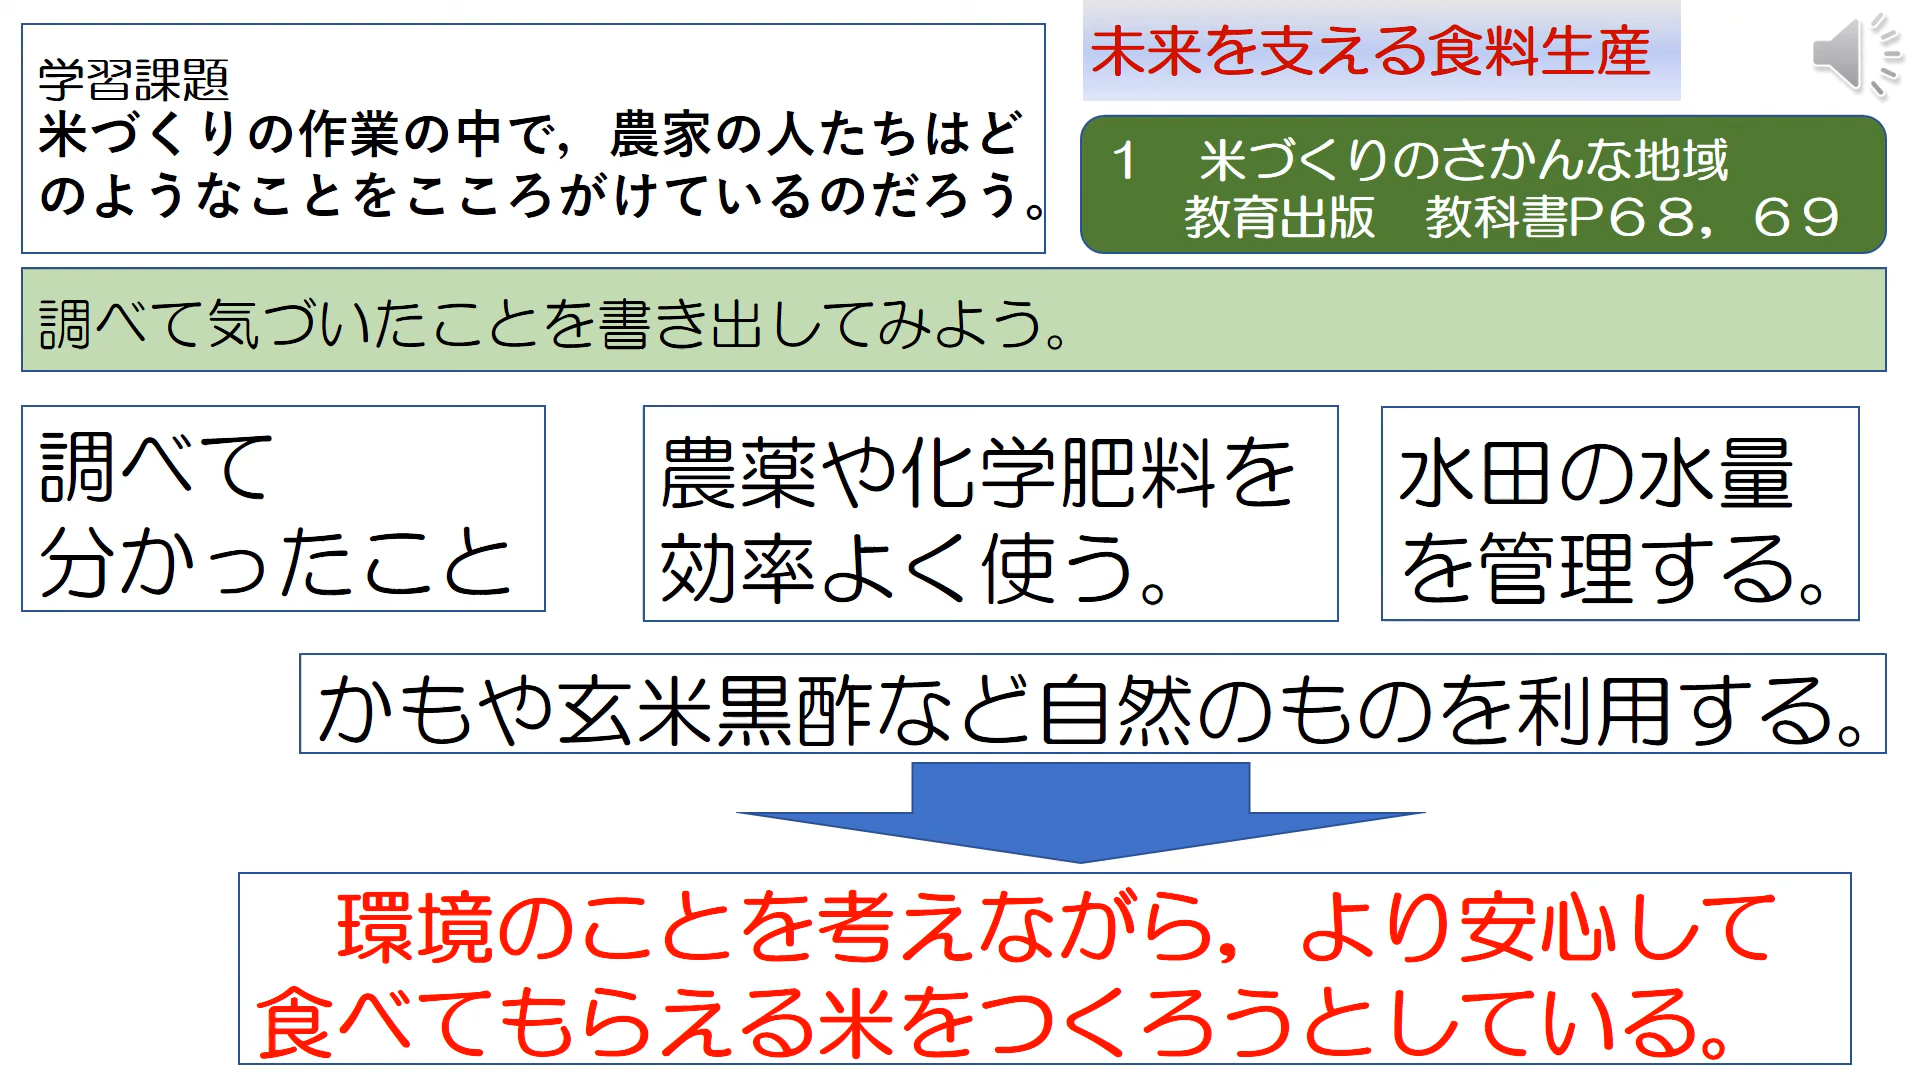 学習課題
米づくりの作業の中で，農家の人たちはど
のようなことをこころがけているのだろう。
未来を支える食料生産
１　米づくりのさかんな地域
教育出版　教科書P６８，６９
調べて気づいたことを書き出してみよう。
調べて
分かったこと
農薬や化学肥料を
効率よく使う。
水田の水量
を管理する。
かもや玄米黒酢など自然のものを利用する。
環境のことを考えながら，より安心して
食べてもらえる米をつくろうとしている。